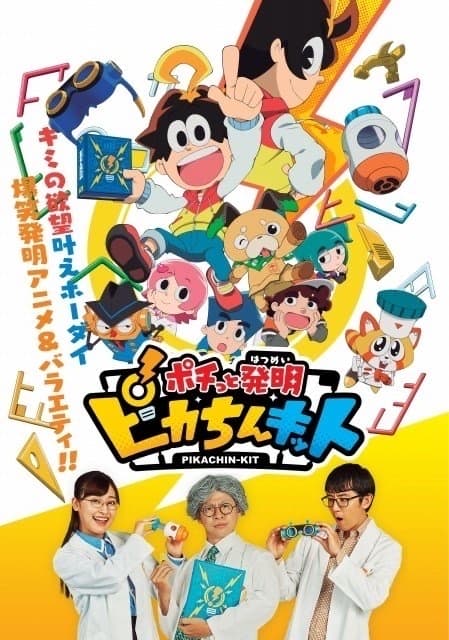 キミの欲望叶えホーダイ
爆笑発明アニメ&バラエティ!!
はつめい
ポチっと発明
ピカちんキット
PIKACHIN-KIT